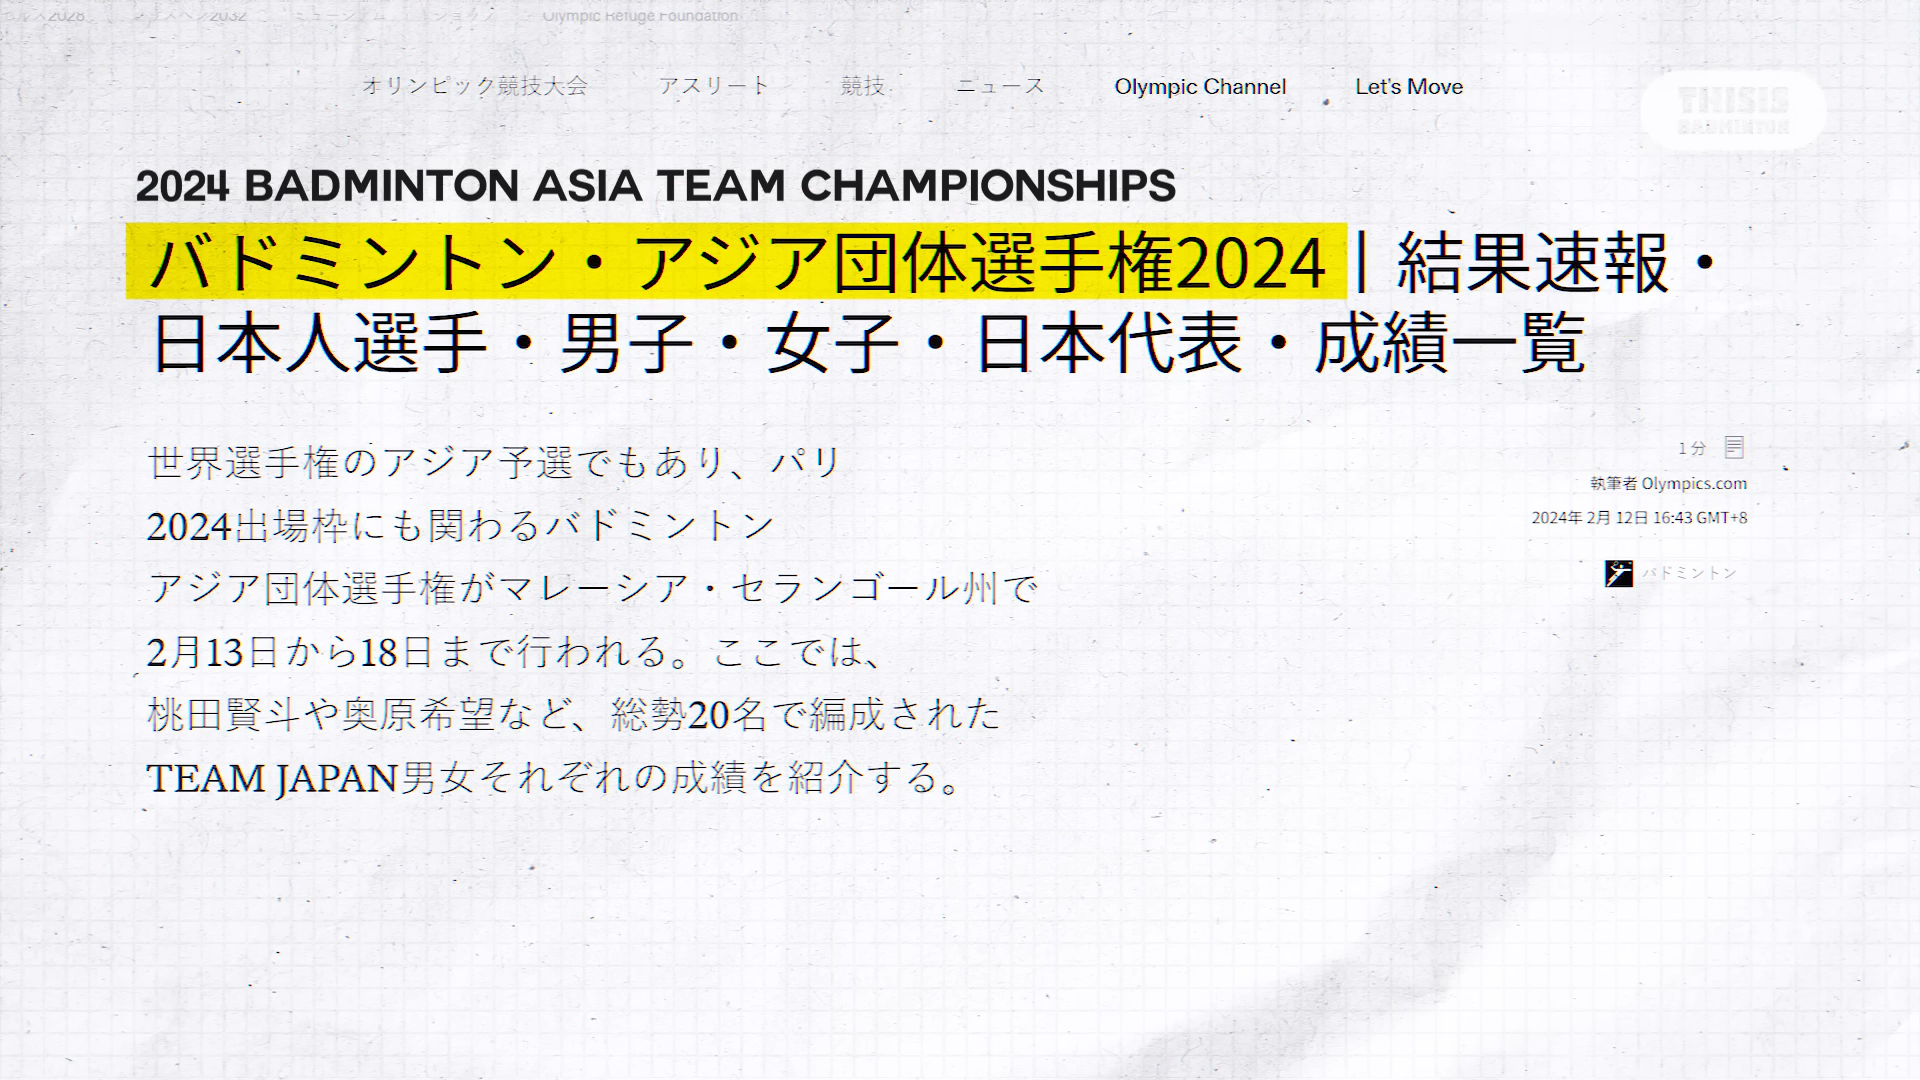 Olympic Refuge Foundation
オリンピック競技大会 アスリート 競技 ニュース Olympic Channel Let's Move
THISIS
BADMINTON
2024 BADMINTON ASIA TEAM CHAMPIONSHIPS
バドミントン・アジア団体選手権2024 | 結果速報・
日本人選手・男子・女子・日本代表・成績一覧
世界選手権のアジア予選でもあり、パリ
2024出場枠にも関わるバドミントン
アジア団体選手権がマレーシア・セランゴール州で
2月13日から18日まで行われる。ここでは、
桃田賢斗や奥原希望など、総勢20名で編成された
TEAM JAPAN男女それぞれの成績を紹介する。
1分
執筆者 Olympics.com
2024年 2月 12日 16:43 GMT+8
バドミントン